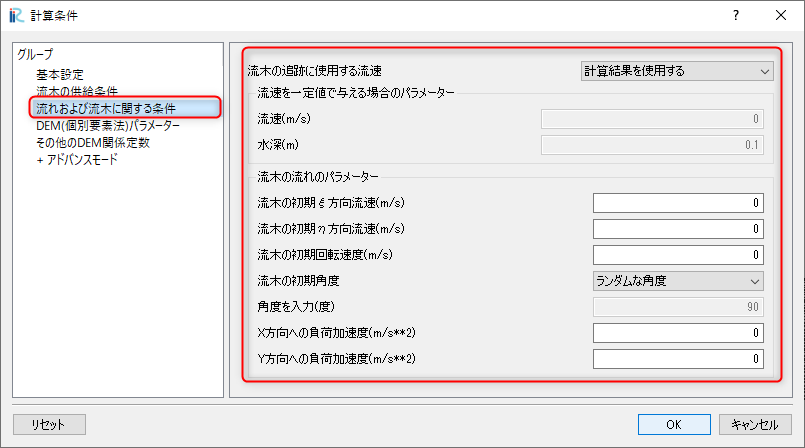 計算条件
グループ
基本設定
流木の供給条件
流れおよび流木に関する条件
DEM(個別要素法)パラメーター
その他のDEM関係定数
+ アドバンスモード
流木の追跡に使用する流速 計算結果を使用する
流速を一定値で与える場合のパラメーター
流速(m/s) 0
水深(m) 0.1
流木の流れのパラメーター
流木の初期ξ方向流速(m/s) 0
流木の初期η方向流速(m/s) 0
流木の初期回転速度(m/s) 0
流木の初期角度 ランダムな角度
角度を入力(度) 90
X方向への負荷加速度(m/s**2) 0
Y方向への負荷加速度(m/s**2) 0
リセット OK キャンセル